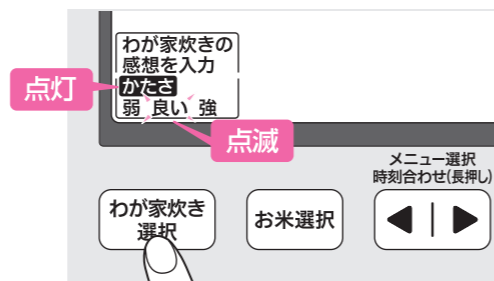 わが家炊きの
感想を入力
かたさ
弱 良い 強
点灯
点滅
メニュー選択
時刻合わせ(長押し)
わが家炊き
選択
お米選択